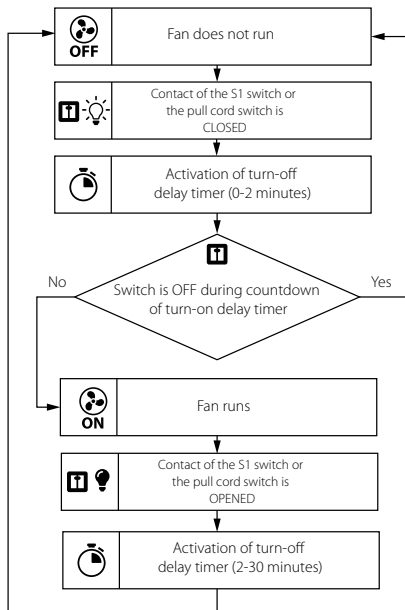 OFF
Fan does not run
Contact of the S1 switch or
the pull cord switch is
CLOSED
Activation of turn-off
delay timer (0-2 minutes)
No
Yes
Switch is OFF during countdown
of turn-on delay timer
ON
Fan runs
Contact of the S1 switch or
the pull cord switch is
OPENED
Activation of turn-off
delay timer (2-30 minutes)